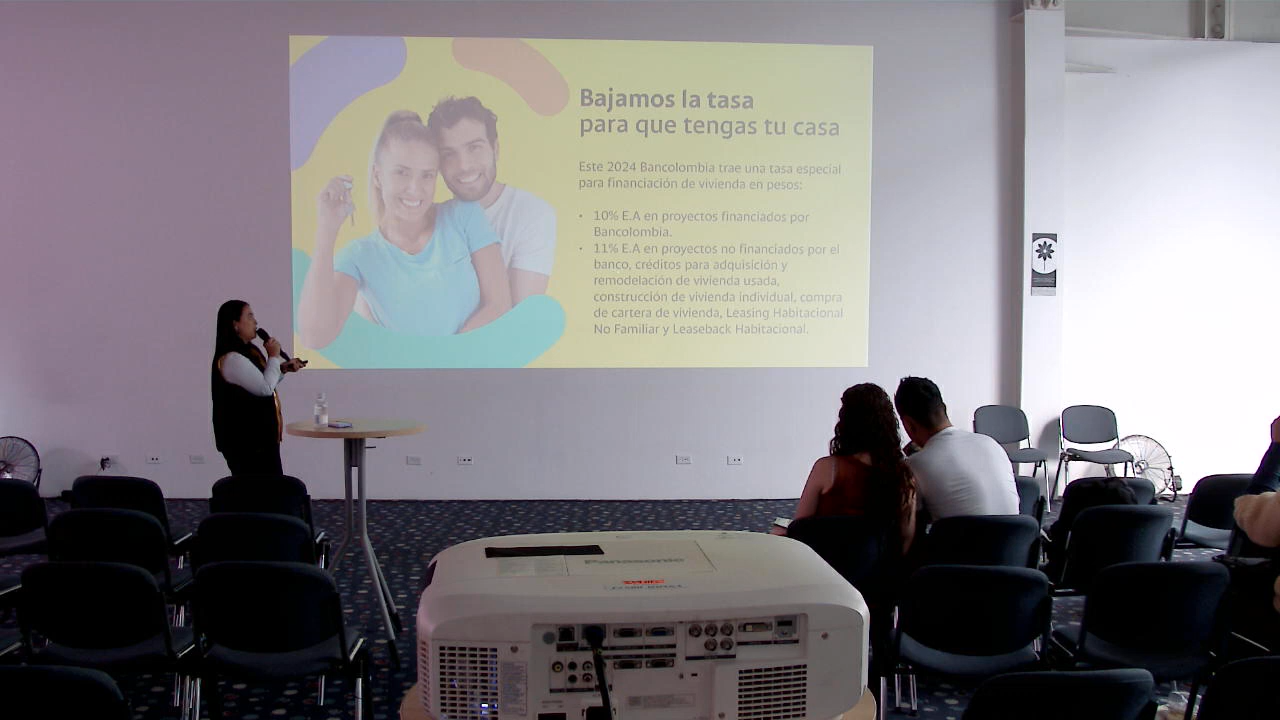 Bajamos la tasa
para que tengas tu casa
Este 2024 Bancolombia trae una tasa especial
para financiación de vivienda en pesos:
• 10% E.A en proyectos financiados por
Bancolombia.
• 11% E.A en proyectos no financiados por el
banco, créditos para adquisición y
remodelación de vivienda usada,
construcción de vivienda individual, compra
de cartera de vivienda, Leasing Habitacional
No Familiar y Leaseback Habitacional.
Panasonic